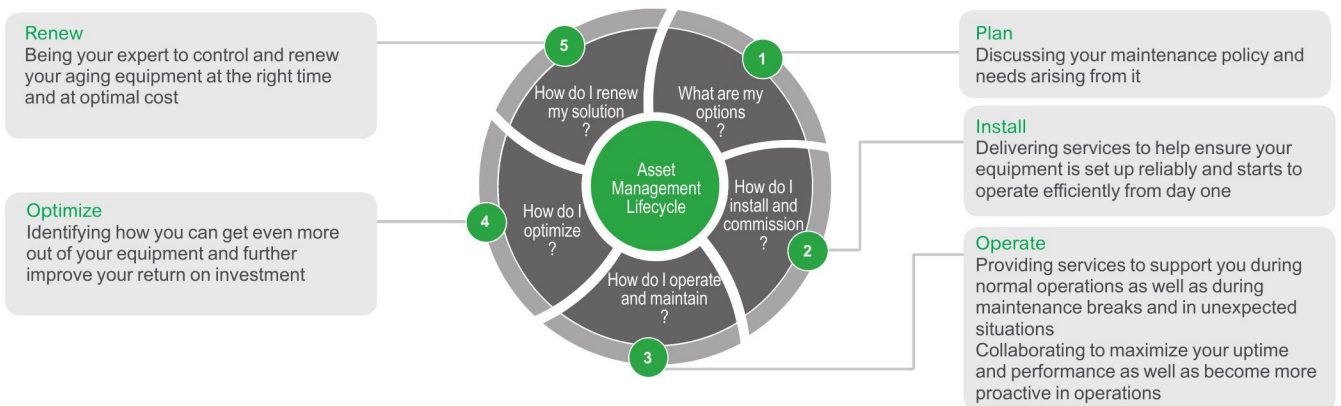 Renew
Being your expert to control and renew
your aging equipment at the right time
and at optimal cost
Optimize
Identifying how you can get even more
out of your equipment and further
improve your return on investment
5
How do I renew
my solution
?
1
What are my
options
?
Asset
Management
Lifecycle
4
How do I
optimize
?
How do I
install and
commission
?
2
How do I operate
and maintain
?
3
Plan
Discussing your maintenance policy and
needs arising from it
Install
Delivering services to help ensure your
equipment is set up reliably and starts to
operate efficiently from day one
Operate
Providing services to support you during
normal operations as well as during
maintenance breaks and in unexpected
situations
Collaborating to maximize your uptime
and performance as well as become more
proactive in operations